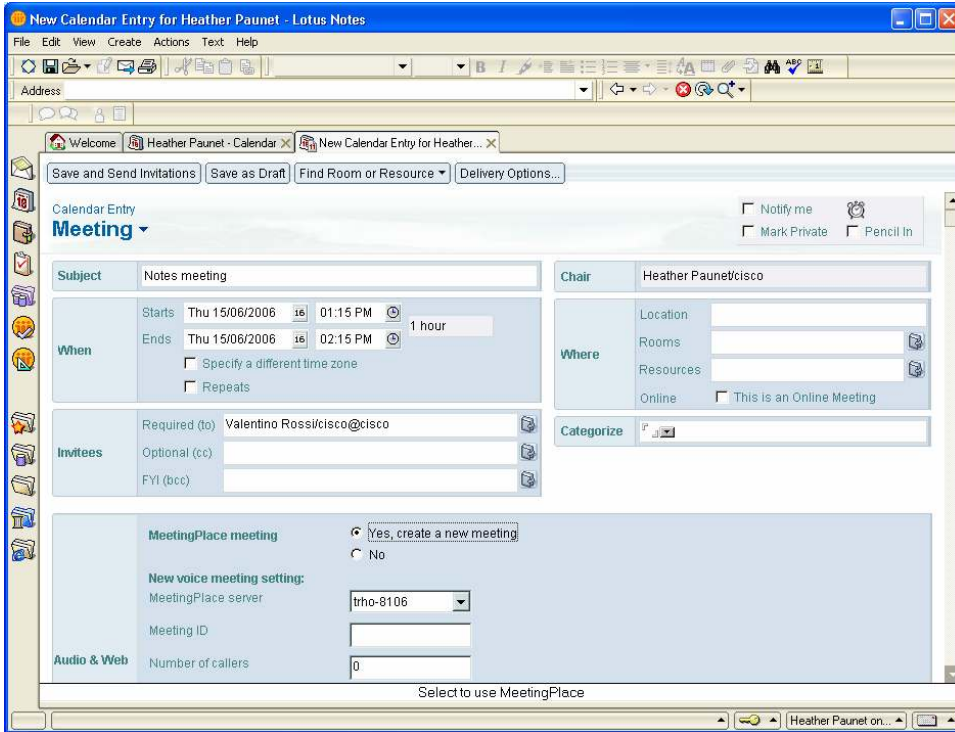 New Calendar Entry for Heather Paunet - Lotus Notes
File Edit View Create Actions Text Help
B I
Address
Welcome Heather Paunet - Calendar New Calendar Entry for Heather...
Save and Send Invitations Save as Draft Find Room or Resource Delivery Options...
Calendar Entry
Meeting
Notify me
Mark Private Pencil In
Subject Notes meeting
Chair Heather Paunet/cisco
When
Starts Thu 15/06/2006 16 01:15 PM
Ends Thu 15/06/2006 16 02:15 PM
1 hour
Specify a different time zone
Repeats
Where
Location
Rooms
Resources
Online This is an Online Meeting
Invitees
Required (to) Valentino Rossi/cisco@cisco
Optional (cc)
FYI (bcc)
Categorize
MeetingPlace meeting Yes, create a new meeting
No
New voice meeting setting:
MeetingPlace server trho-8106
Meeting ID
Audio & Web Number of callers 0
Select to use MeetingPlace
Heather Paunet on...